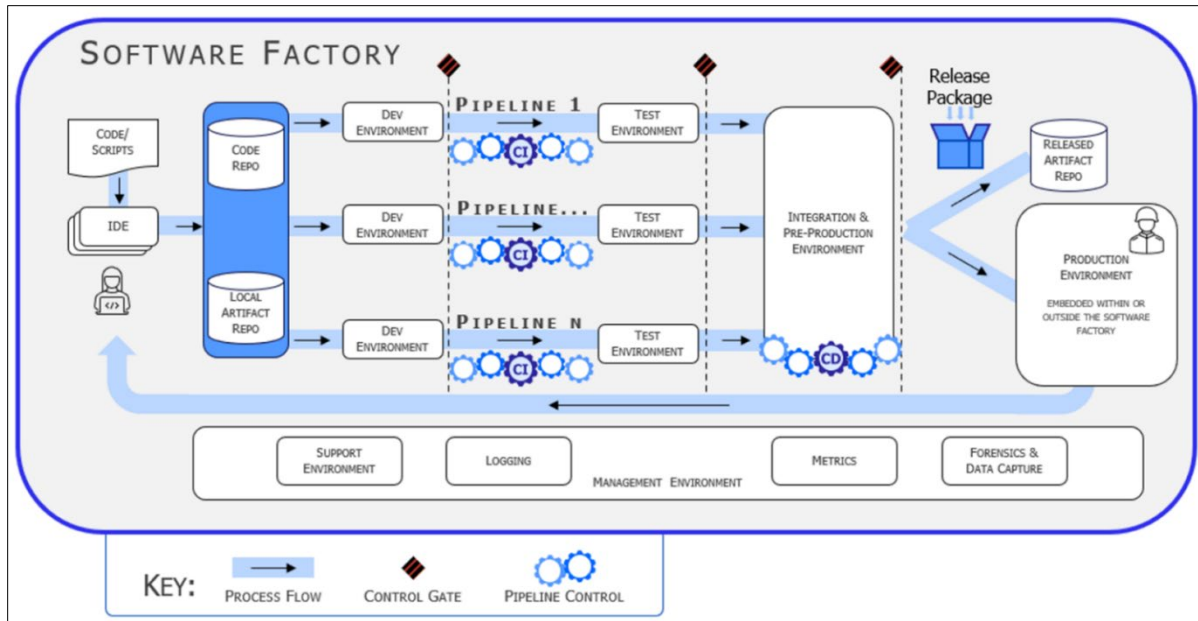 SOFTWARE FACTORY
CODE/
SCRIPTS
IDE
</>
CODE
REPO
LOCAL
ARTIFACT
REPO
DEV
ENVIRONMENT
PIPELINE 1
CI
TEST
ENVIRONMENT
DEV
ENVIRONMENT
PIPELINE...
CI
TEST
ENVIRONMENT
DEV
ENVIRONMENT
PIPELINE N
CI
TEST
ENVIRONMENT
INTEGRATION &
PRE-PRODUCTION
ENVIRONMENT
CD
Release
Package
RELEASED
ARTIFACT
REPO
PRODUCTION
ENVIRONMENT
EMBEDDED WITHIN OR
OUTSIDE THE SOFTWARE
FACTORY
SUPPORT
ENVIRONMENT
LOGGING
MANAGEMENT ENVIRONMENT
METRICS
FORENSICS &
DATA CAPTURE
KEY:
PROCESS FLOW
CONTROL GATE
PIPELINE CONTROL